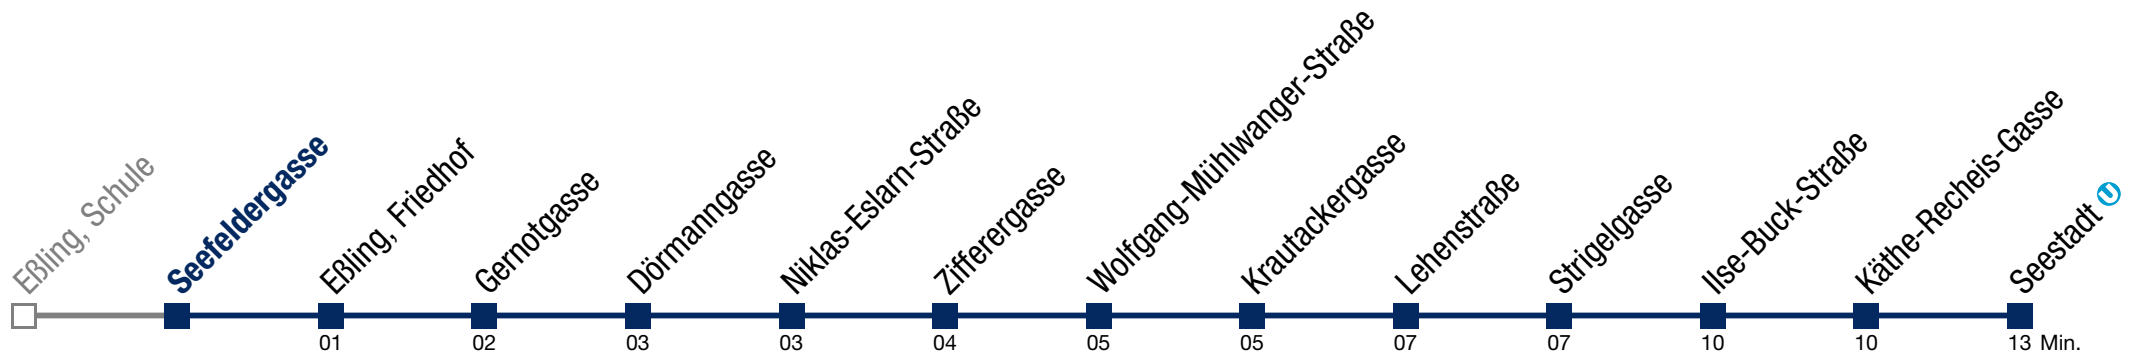 Eßling, Schule
Seefeldergasse
Eßling, Friedhof
Gernotgasse
Dörmanngasse
Niklas-Eslarn-Straße
Zifferergasse
Wolfgang-Mühlwanger-Straße
Krautackergasse
Lehenstraße
Strigelgasse
Ilse-Buck-Straße
Käthe-Recheis-Gasse
Seestadt U
01 02 03 03 04 05 05 07 07 10 10 13 Min.